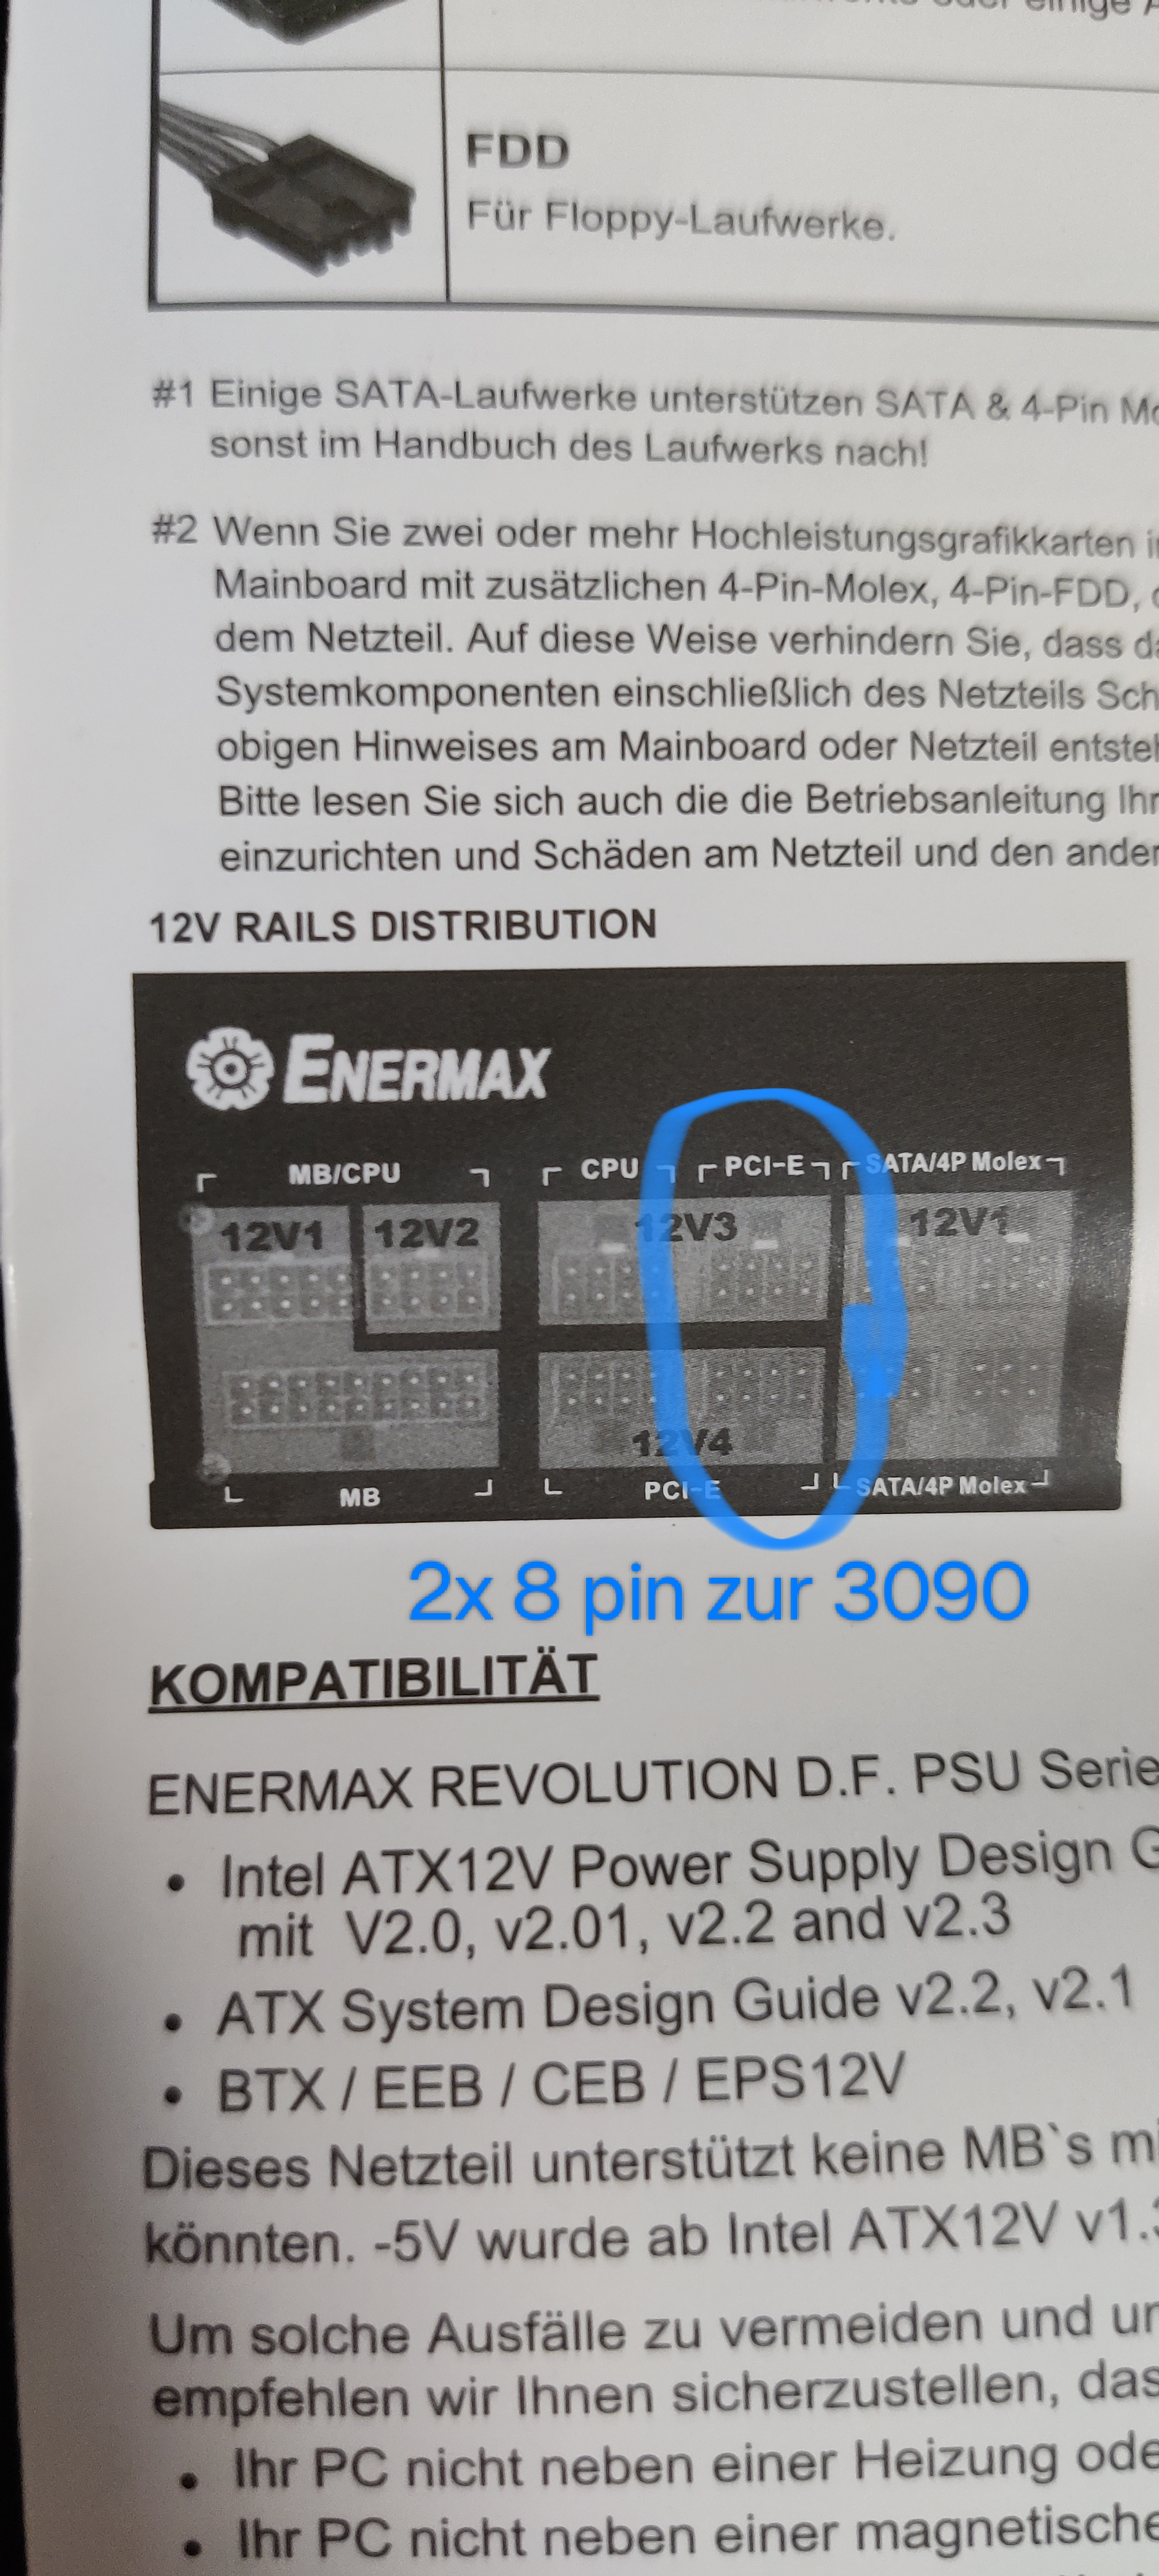 FDD
Für Floppy-Laufwerke.
#1 Einige SATA-Laufwerke unterstützen SATA & 4-Pin
sonst im Handbuch des Laufwerks nach!
#2 Wenn Sie zwei oder mehr Hochleistungsgrafikkarten
Mainboard mit zusätzlichen 4-Pin-Molex, 4-Pin-FDD,
dem Netzteil. Auf diese Weise verhindern Sie, dass
Systemkomponenten einschließlich des Netzteils
obigen Hinweises am Mainboard oder Netzteil
Bitte lesen Sie sich auch die die Betriebsanleitung
einzurichten und Schäden am Netzteil und den
12V RAILS DISTRIBUTION
ENERMAX
MB/CPU CPU PCI-E SATA/4P Molex
12V1 12V2 12V3 12V1
12V4
MB PCI-E SATA/4P Molex
2x 8 pin zur 3090
KOMPATIBILITÄT
ENERMAX REVOLUTION D.F. PSU Serie
• Intel ATX12V Power Supply Design
mit V2.0, v2.01, v2.2 and v2.3
• ATX System Design Guide v2.2, v2.1
• BTX / EEB / CEB / EPS12V
Dieses Netzteil unterstützt keine MB`s
könnten. -5V wurde ab Intel ATX12V
Um solche Ausfälle zu vermeiden und
empfehlen wir Ihnen sicherzustellen,
• Ihr PC nicht neben einer Heizung
• Ihr PC nicht neben einer